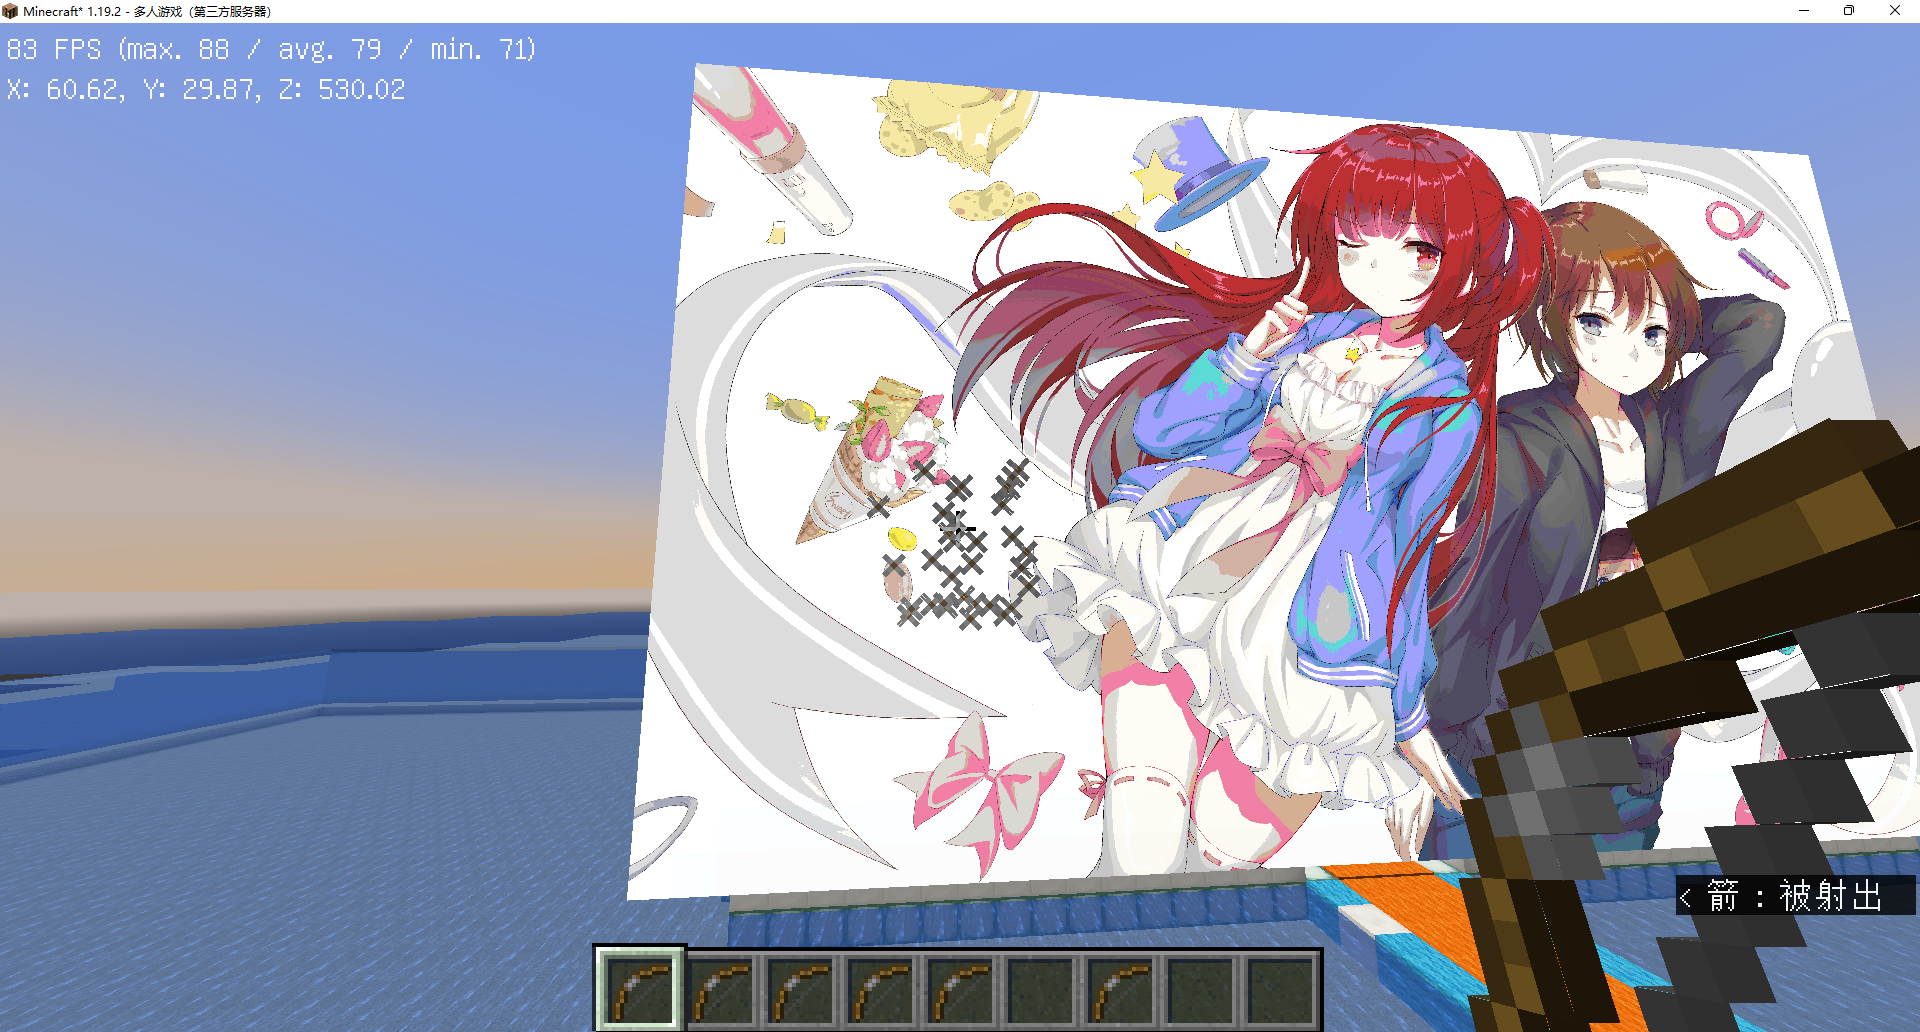 Minecraft* 1.19.2 - 多人游戏（第三方服务器）
83 FPS (max. 88 / avg. 79 / min. 71)
X: 60.62, Y: 29.87, Z: 530.02
< 箭：被射出